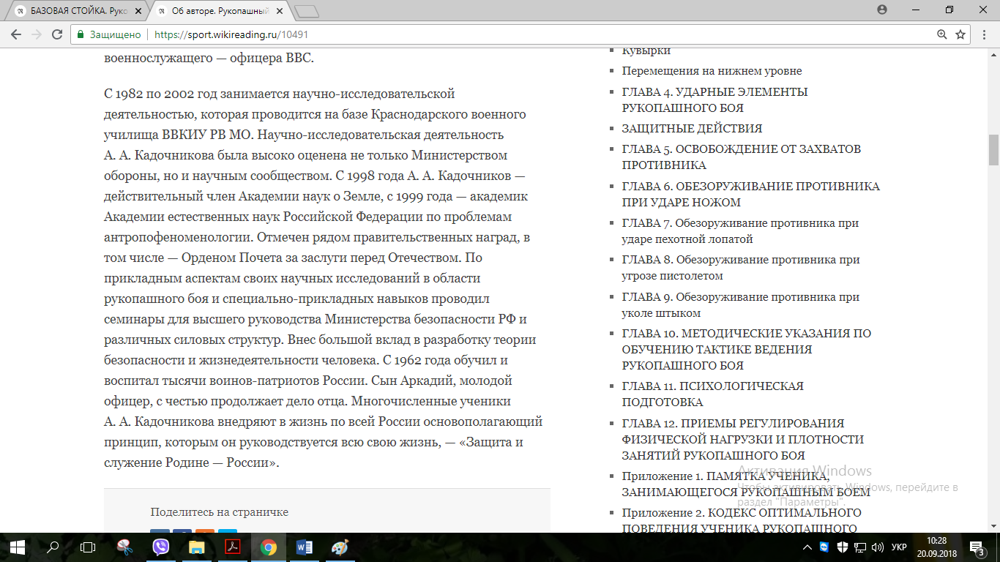 БАЗОВАЯ СТОЙКА. Руко
Об авторе. Рукопашный
Защищено
https://sport.wikireading.ru/10491
военнослужащего — офицера ВВС.
С 1982 по 2002 год занимается научно-исследовательской
деятельностью, которая проводится на базе Краснодарского военного
училища ВВКИУ РВ МО. Научно-исследовательская деятельность
А. А. Кадочникова была высоко оценена не только Министерством
обороны, но и научным сообществом. С 1998 года А. А. Кадочников —
действительный член Академии наук о Земле, с 1999 года — академик
Академии естественных наук Российской Федерации по проблемам
антропофеноменологии. Отмечен рядом правительственных наград, в
том числе — Орденом Почета за заслуги перед Отечеством. По
прикладным аспектам своих научных исследований в области
рукопашного боя и специально-прикладных навыков проводил
семинары для высшего руководства Министерства безопасности РФ и
различных силовых структур. Внес большой вклад в разработку теории
безопасности и жизнедеятельности человека. С 1962 года обучил и
воспитал тысячи воинов-патриотов России. Сын Аркадий, молодой
офицер, с честью продолжает дело отца. Многочисленные ученики
А. А. Кадочникова внедряют в жизнь по всей России основополагающий
принцип, которым он руководствуется всю свою жизнь, — «Защита и
служение Родине — России».
Поделитесь на страничке
Кувырки
Перемещения на нижнем уровне
ГЛАВА 4. УДАРНЫЕ ЭЛЕМЕНТЫ
РУКОПАШНОГО БОЯ
ЗАЩИТНЫЕ ДЕЙСТВИЯ
ГЛАВА 5. ОСВОБОЖДЕНИЕ ОТ ЗАХВАТОВ
ПРОТИВНИКА
ГЛАВА 6. ОБЕЗОРУЖИВАНИЕ ПРОТИВНИКА
ПРИ УДАРЕ НОЖОМ
ГЛАВА 7. Обезоруживание противника при
ударе пехотной лопатой
ГЛАВА 8. Обезоруживание противника при
угрозе пистолетом
ГЛАВА 9. Обезоруживание противника при
уколе штыком
ГЛАВА 10. МЕТОДИЧЕСКИЕ УКАЗАНИЯ ПО
ОБУЧЕНИЮ ТАКТИКЕ ВЕДЕНИЯ
РУКОПАШНОГО БОЯ
ГЛАВА 11. ПСИХОЛОГИЧЕСКАЯ
ПОДГОТОВКА
ГЛАВА 12. ПРИЕМЫ РЕГУЛИРОВАНИЯ
ФИЗИЧЕСКОЙ НАГРУЗКИ И ПЛОТНОСТИ
ЗАНЯТИЙ РУКОПАШНОГО БОЯ
Приложение 1. ПАМЯТКА УЧЕНИКА,
ЗАНИМАЮЩЕГОСЯ РУКОПАШНЫМ БОЕМ
Приложение 2. КОДЕКС ОПТИМАЛЬНОГО
ПОВЕДЕНИЯ УЧЕНИКА РУКОПАШНОГО
Активация Windows
Чтобы активировать Windows, перейдите в
раздел "Параметры".
УКР
10:28
20.09.2018
3